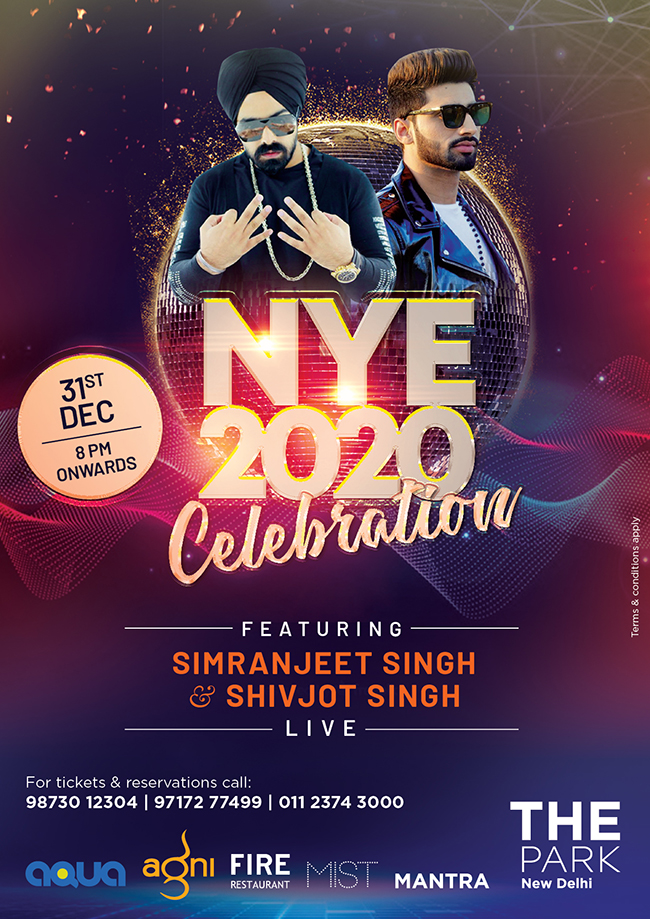 NYE
2020
Celebration
31ST
DEC
8 PM
ONWARDS
Terms & conditions apply
FEATURING
SIMRANJEET SINGH
& SHIVJOT SINGH
LIVE
For tickets & reservations call:
98730 12304 | 97172 77499 | 011 2374 3000
aqua
agni
FIRE
RESTAURANT
MIST
MANTRA
THE
PARK
New Delhi